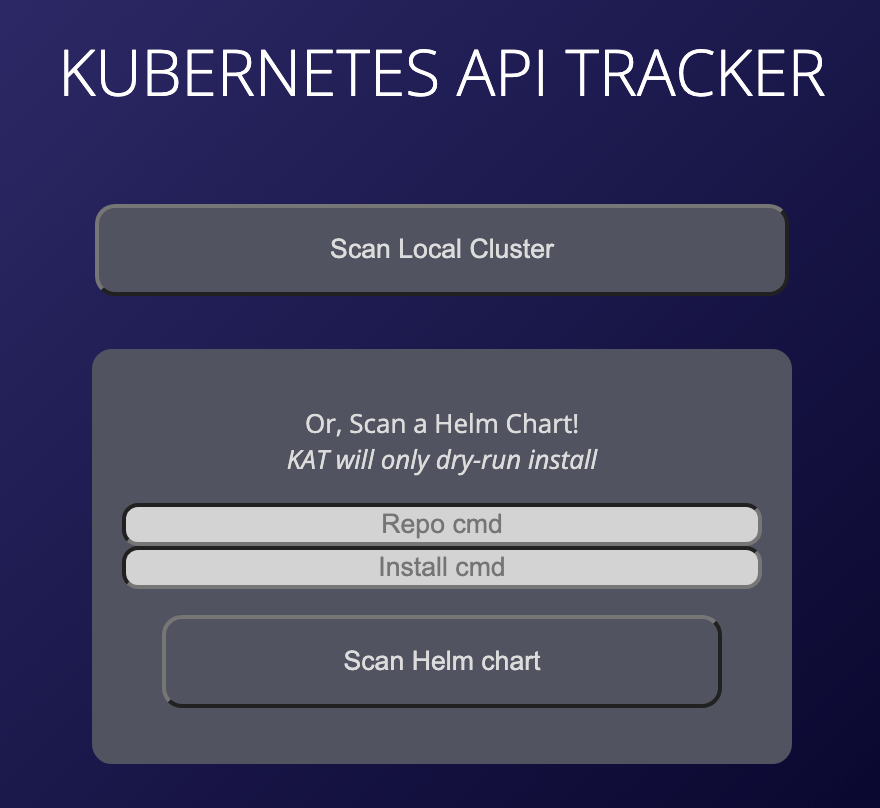 KUBERNETES API TRACKER
Scan Local Cluster
Or, Scan a Helm Chart!
KAT will only dry-run install
Repo cmd
Install cmd
Scan Helm chart